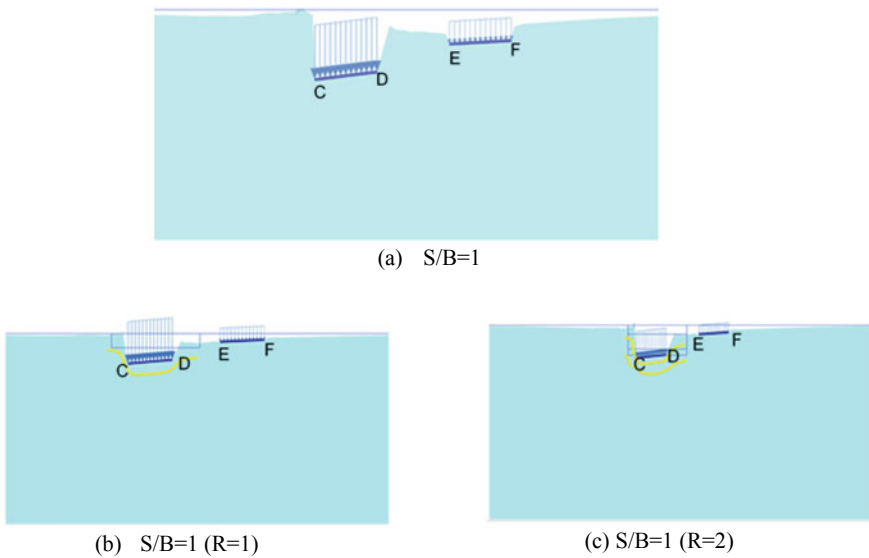 C D E F
(a) S/B=1
C D E F
C D E F
(b) S/B=1 (R=1)
(c) S/B=1 (R=2)